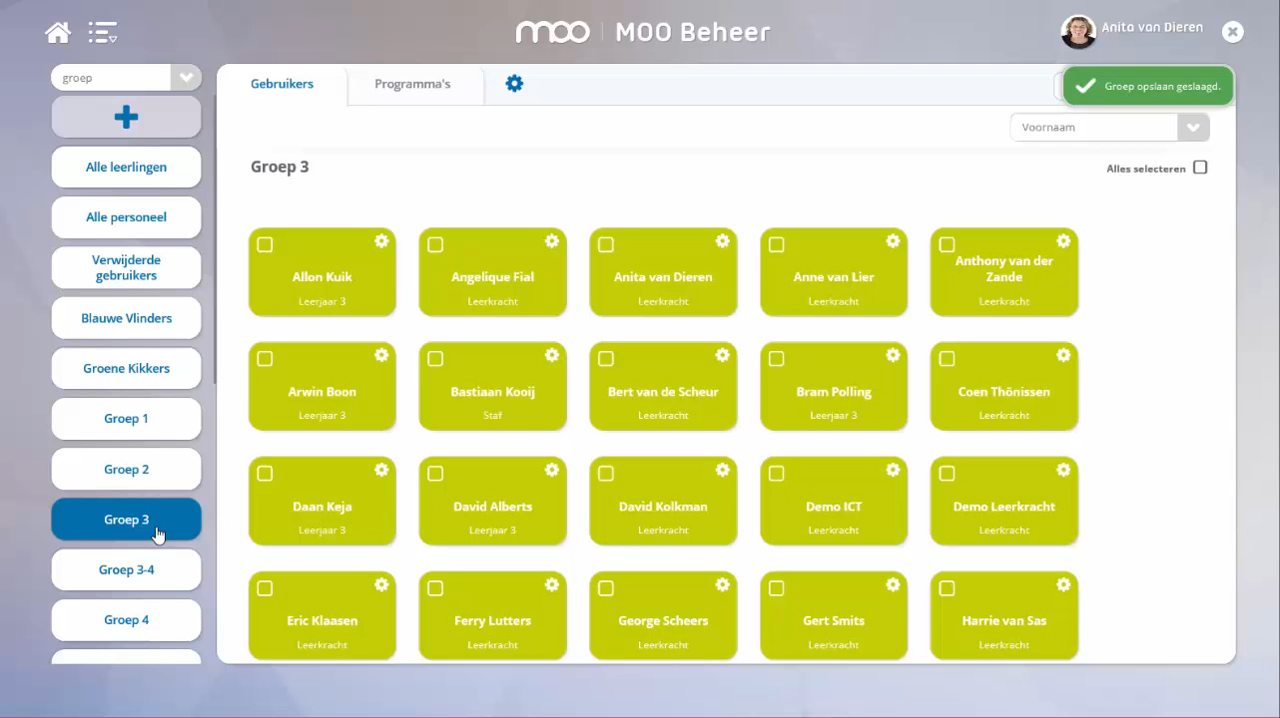 moo | MOO Beheer
Anita van Dieren
groep
Gebruikers
Programma's
Groep opslaan geslaagd.
Voornaam
Alle leerlingen
Groep 3
Alles selecteren
Alle personeel
Verwijderde
gebruikers
Blauwe Vlinders
Groene Kikkers
Groep 1
Groep 2
Groep 3
Groep 3-4
Groep 4
Allon Kuik
Leerjaar 3
Angelique Fial
Leerkracht
Anita van Dieren
Leerkracht
Anne van Lier
Leerkracht
Anthony van der
Zande
Leerkracht
Arwin Boon
Leerjaar 3
Bastiaan Kooij
Staf
Bert van de Scheur
Leerkracht
Bram Polling
Leerjaar 3
Coen Thönissen
Leerkracht
Daan Keja
Leerjaar 3
David Alberts
Leerjaar 3
David Kolkman
Leerkracht
Demo ICT
Leerkracht
Demo Leerkracht
Leerkracht
Eric Klaasen
Leerkracht
Ferry Lutters
Leerkracht
George Scheers
Leerkracht
Gert Smits
Leerkracht
Harrie van Sas
Leerkracht